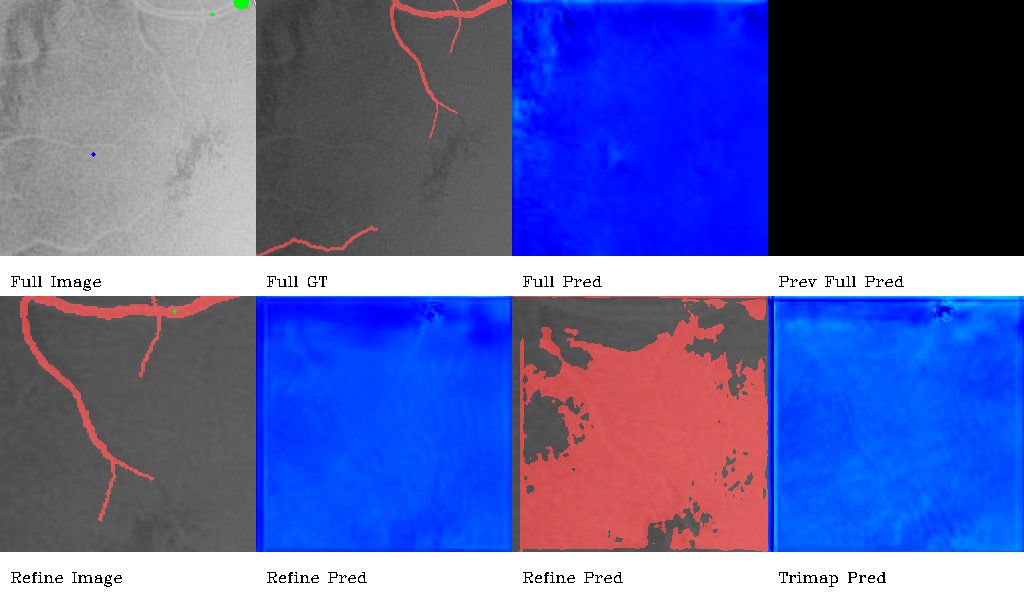 Full Image
Full GT
Full Pred
Prev Full Pred
Refine Image
Refine Pred
Refine Pred
Trimap Pred